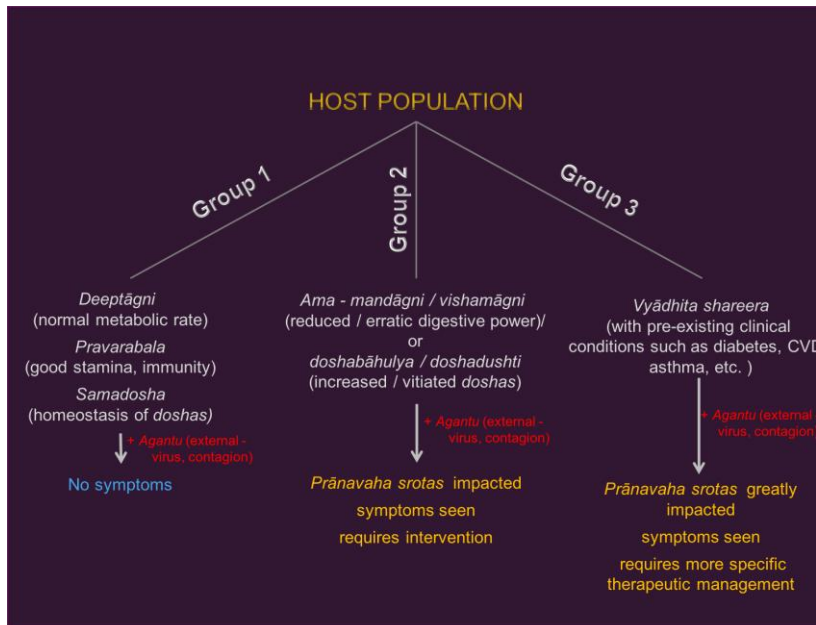 HOST POPULATION
Group 1
Group 2
Group 3
Deeptāgni
(normal metabolic rate)
Pravarabala
(good stamina, immunity)
Samadosha
(homeostasis of doshas)
+ Agantu (external -
virus, contagion)
No symptoms
Ama - mandāgni / vishamāgni
(reduced / erratic digestive power)/
or
doshabāhulya / doshadushti
(increased / vitiated doshas)
+ Agantu (external -
virus, contagion)
Prānavaha srotas impacted
symptoms seen
requires intervention
Vyādhita shareera
(with pre-existing clinical
conditions such as diabetes, CVD
asthma, etc. )
+ Agantu (external
virus, contagion)
Prānavaha srotas greatly
impacted
symptoms seen
requires more specific
therapeutic management